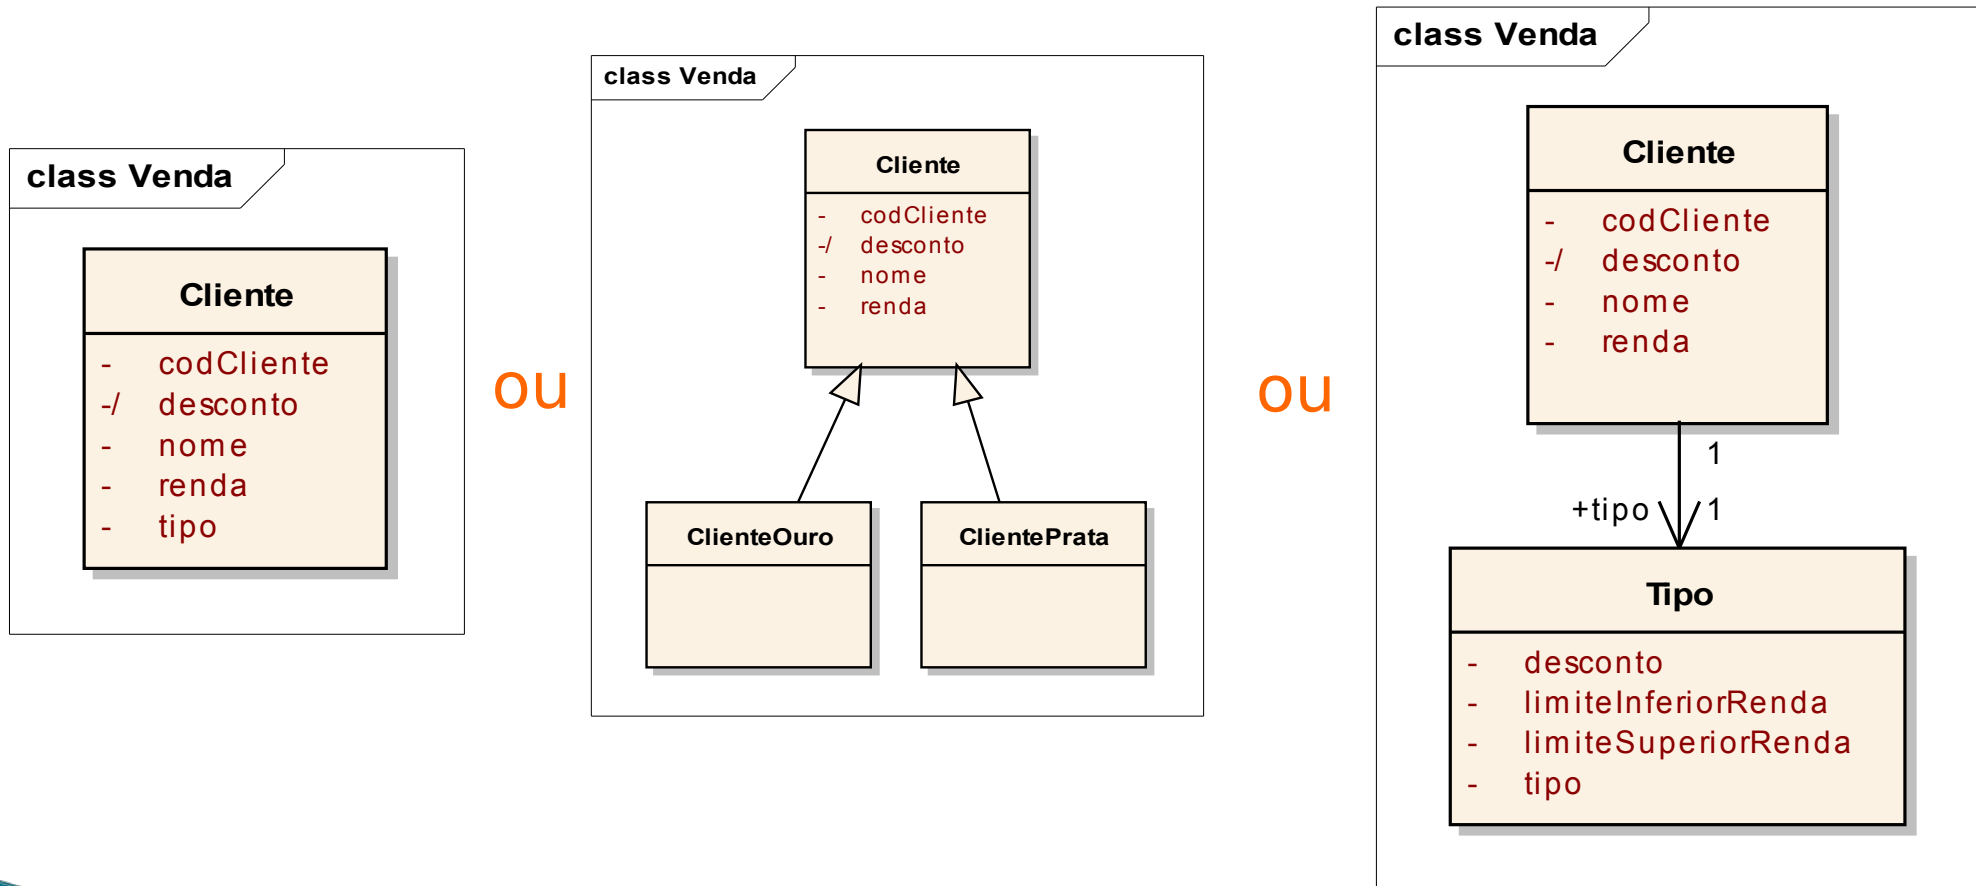 class Venda
Cliente
- codCliente
-/ desconto
- nome
- renda
- tipo
ou
class Venda
Cliente
- codCliente
-/ desconto
- nome
- renda
ClienteOuro
ClientePrata
ou
class Venda
Cliente
- codCliente
-/ desconto
- nome
- renda
1
+tipo 1
Tipo
- desconto
- limiteInferiorRenda
- limiteSuperiorRenda
- tipo